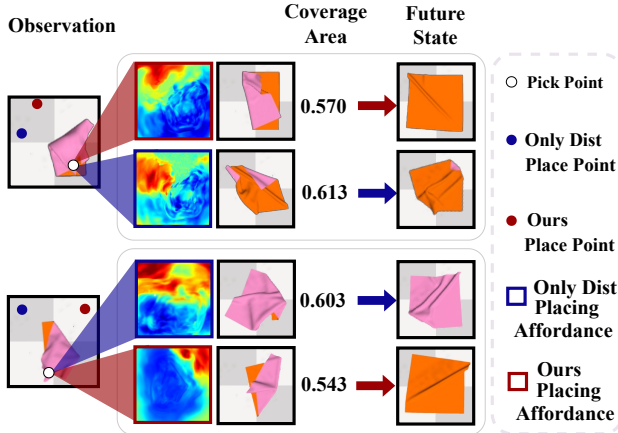 Observation
Coverage
Area
Future
State
0.570
0.613
0.603
0.543
Pick Point
Only Dist
Place Point
Ours
Place Point
Only Dist
Placing
Affordance
Ours
Placing
Affordance